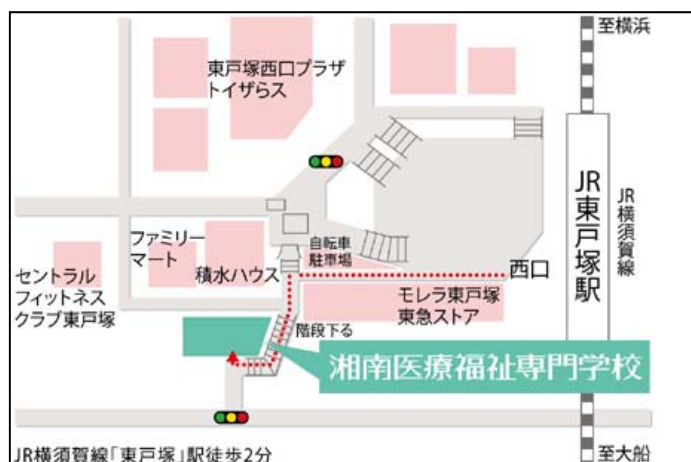 至横浜
東戸塚西口プラザ
トイザらス
JR東戸塚駅
JR横須賀線
ファミリー
マート
積水ハウス
自転車
駐車場
西口
セントラル
フィットネス
クラブ東戸塚
モレラ東戸塚
東急ストア
階段下る
湘南医療福祉専門学校
JR横須賀線「東戸塚」駅徒歩2分
至大船